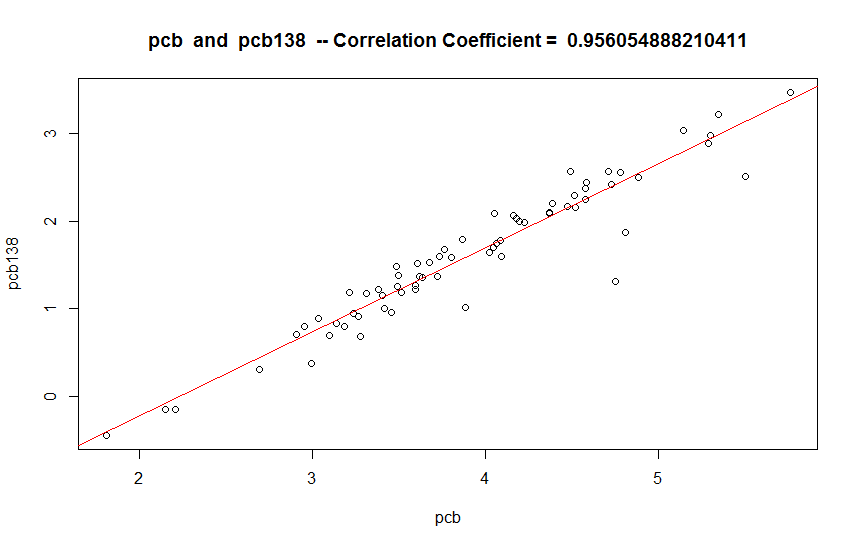 pcb and pcb138 -- Correlation Coefficient = 0.956054888210411
3
2
1
0
pcb138
2 3 4 5
pcb